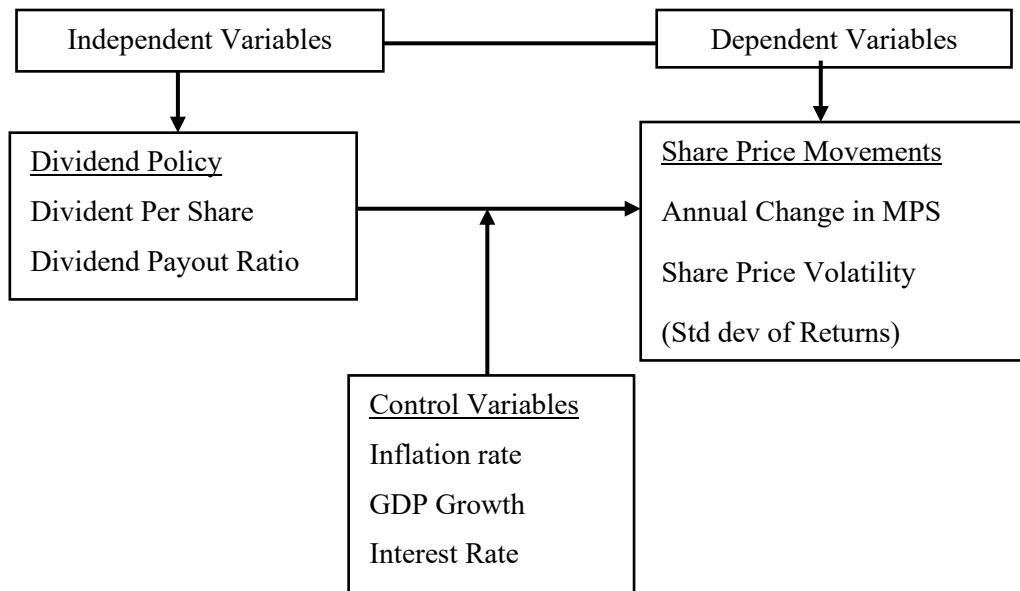 Independent Variables
Dependent Variables
Dividend Policy
Divident Per Share
Dividend Payout Ratio
Share Price Movements
Annual Change in MPS
Share Price Volatility
(Std dev of Returns)
Control Variables
Inflation rate
GDP Growth
Interest Rate